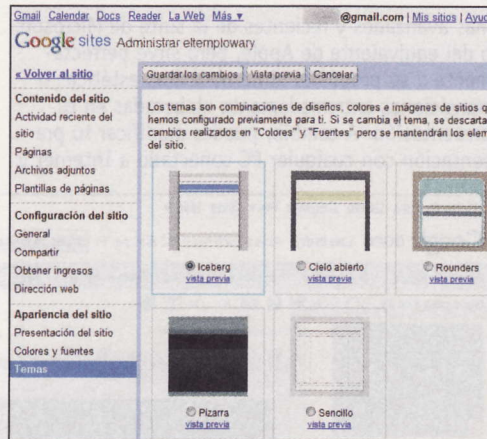 Gmail Calendar Docs Reader La Web Más ▼
@gmail.com | Mis sitios |
Google sites Administrar eltemplowary
« Volver al sitio
Guardar los cambios Vista previa Cancelar
Contenido del sitio
Actividad reciente del
sitio
Páginas
Archivos adjuntos
Plantillas de páginas
Configuración del sitio
General
Compartir
Obtener ingresos
Dirección web
Apariencia del sitio
Presentación del sitio
Colores y fuentes
Temas
Los temas son combinaciones de diseños, colores e imágenes de sitios
hemos configurado previamente para ti. Si se cambia el tema, se
cambios realizados en "Colores" y "Fuentes" pero se mantendrán los
del sitio.
Iceberg
vista previa
Cielo abierto
vista previa
Rounders
vista previa
Pizarra
vista previa
Sencillo
vista previa